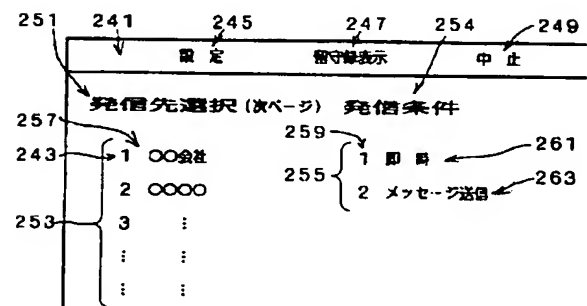 251 241 245 247 254 249
設定 留守録表示 中止
発信先選択(次ページ) 発信条件
257 259
243 1 ○○会社 1 即時 261
2 ○○○○ 255 2 メッセージ送信 263
253 3 ⋮
⋮ ⋮
⋮ ⋮